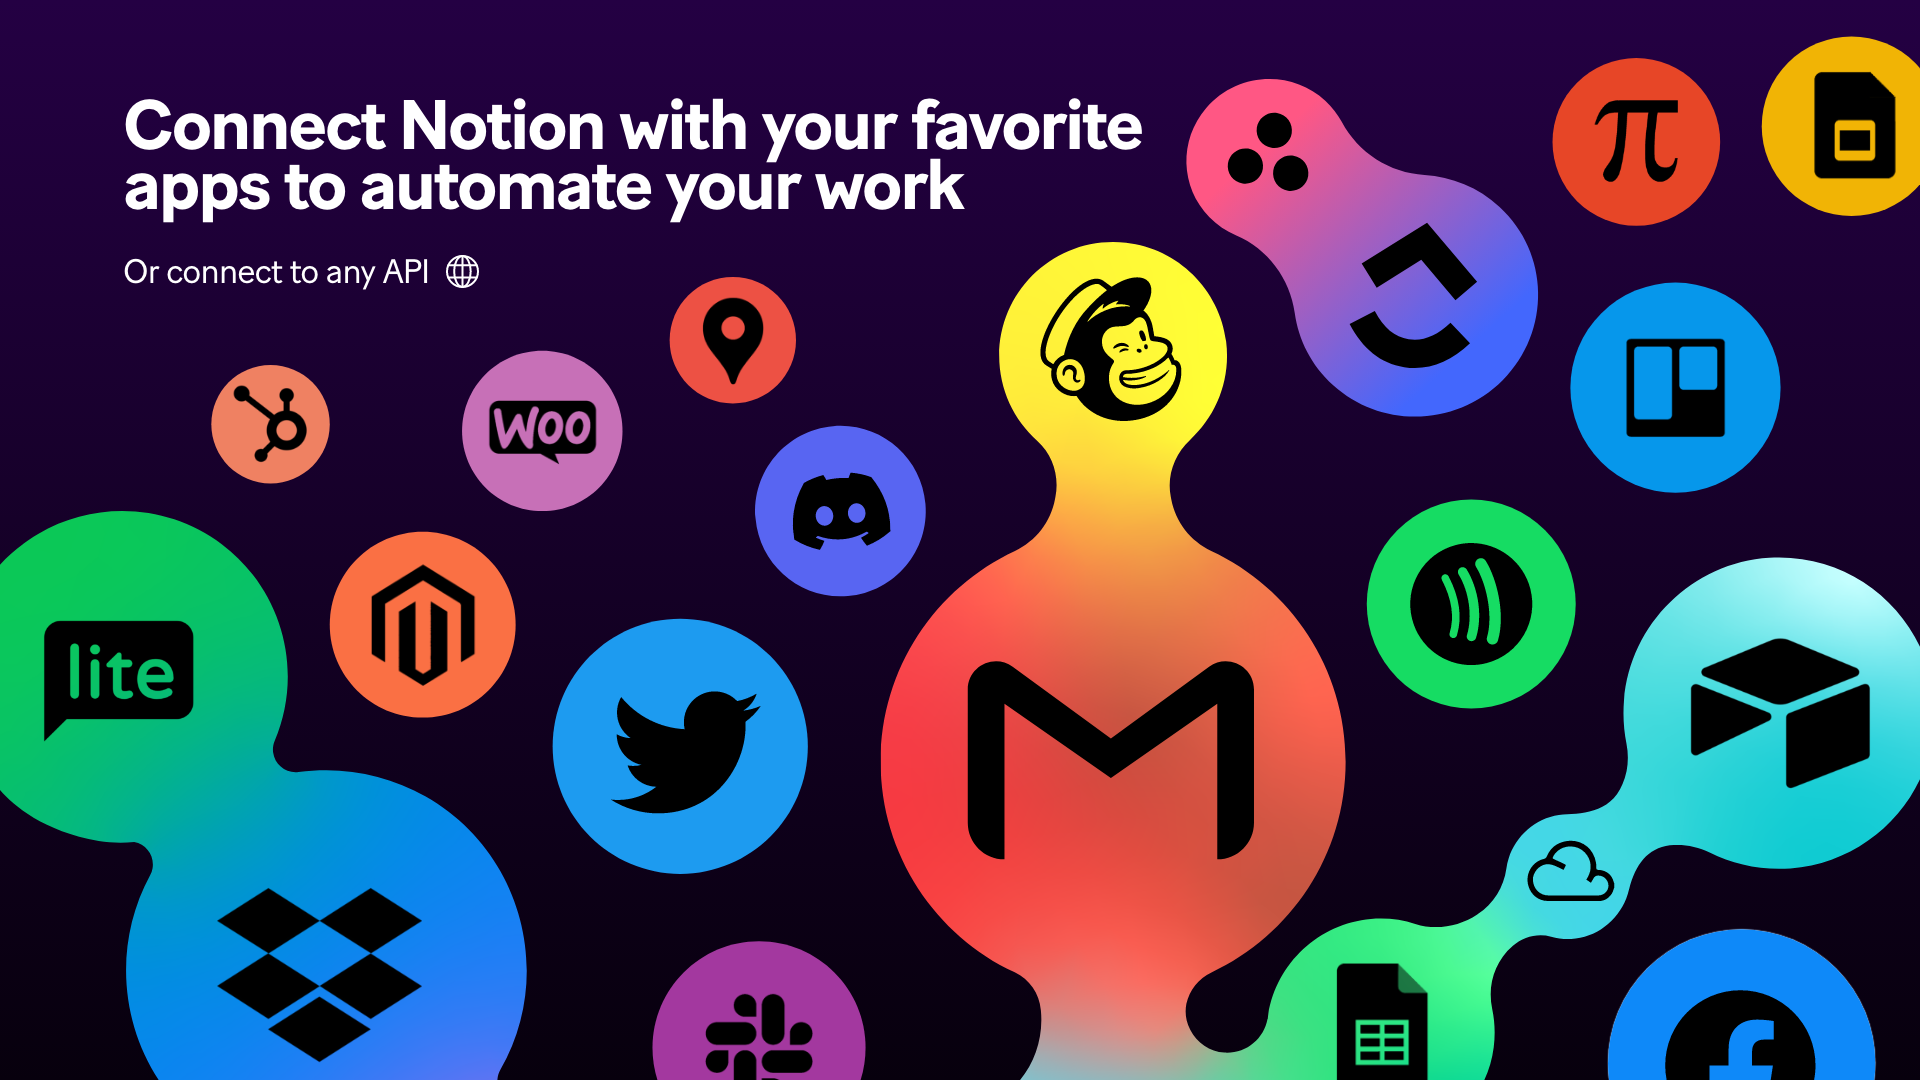 Connect Notion with your favorite
apps to automate your work
Or connect to any API
π
WOO
lite
M
f